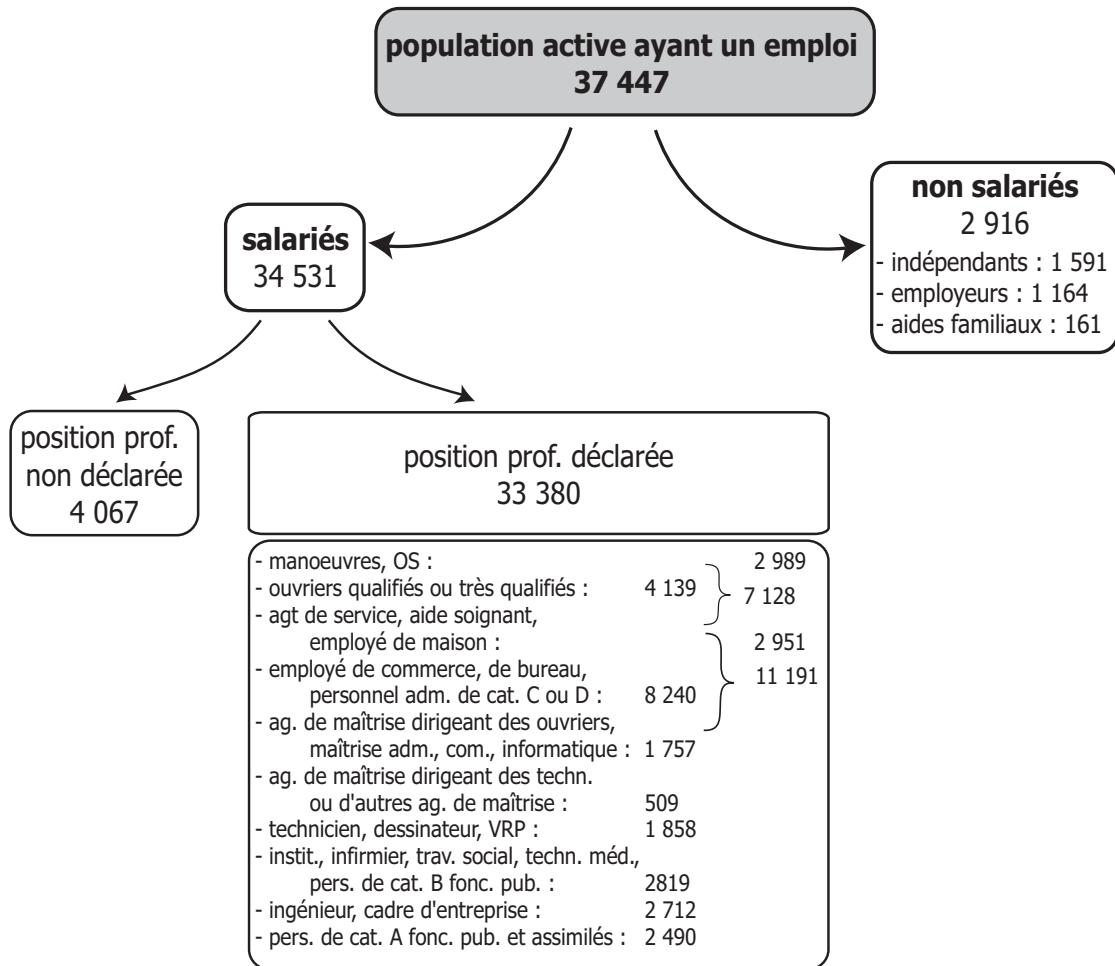 population active ayant un emploi
37 447
salariés
34 531
non salariés
2 916
- indépendants : 1 591
- employeurs : 1 164
- aides familiaux : 161
position prof.
non déclarée
4 067
position prof. déclarée
33 380
- manoeuvres, OS : 2 989
- ouvriers qualifiés ou très qualifiés : 4 139 7 128
- agt de service, aide soignant,
employé de maison : 2 951
- employé de commerce, de bureau, 11 191
personnel adm. de cat. C ou D : 8 240
- ag. de maîtrise dirigeant des ouvriers,
maîtrise adm., com., informatique : 1 757
- ag. de maîtrise dirigeant des techn.
ou d'autres ag. de maîtrise : 509
- technicien, dessinateur, VRP : 1 858
- instit., infirmier, trav. social, techn. méd.,
pers. de cat. B fonc. pub. : 2819
- ingénieur, cadre d'entreprise : 2 712
- pers. de cat. A fonc. pub. et assimilés : 2 490